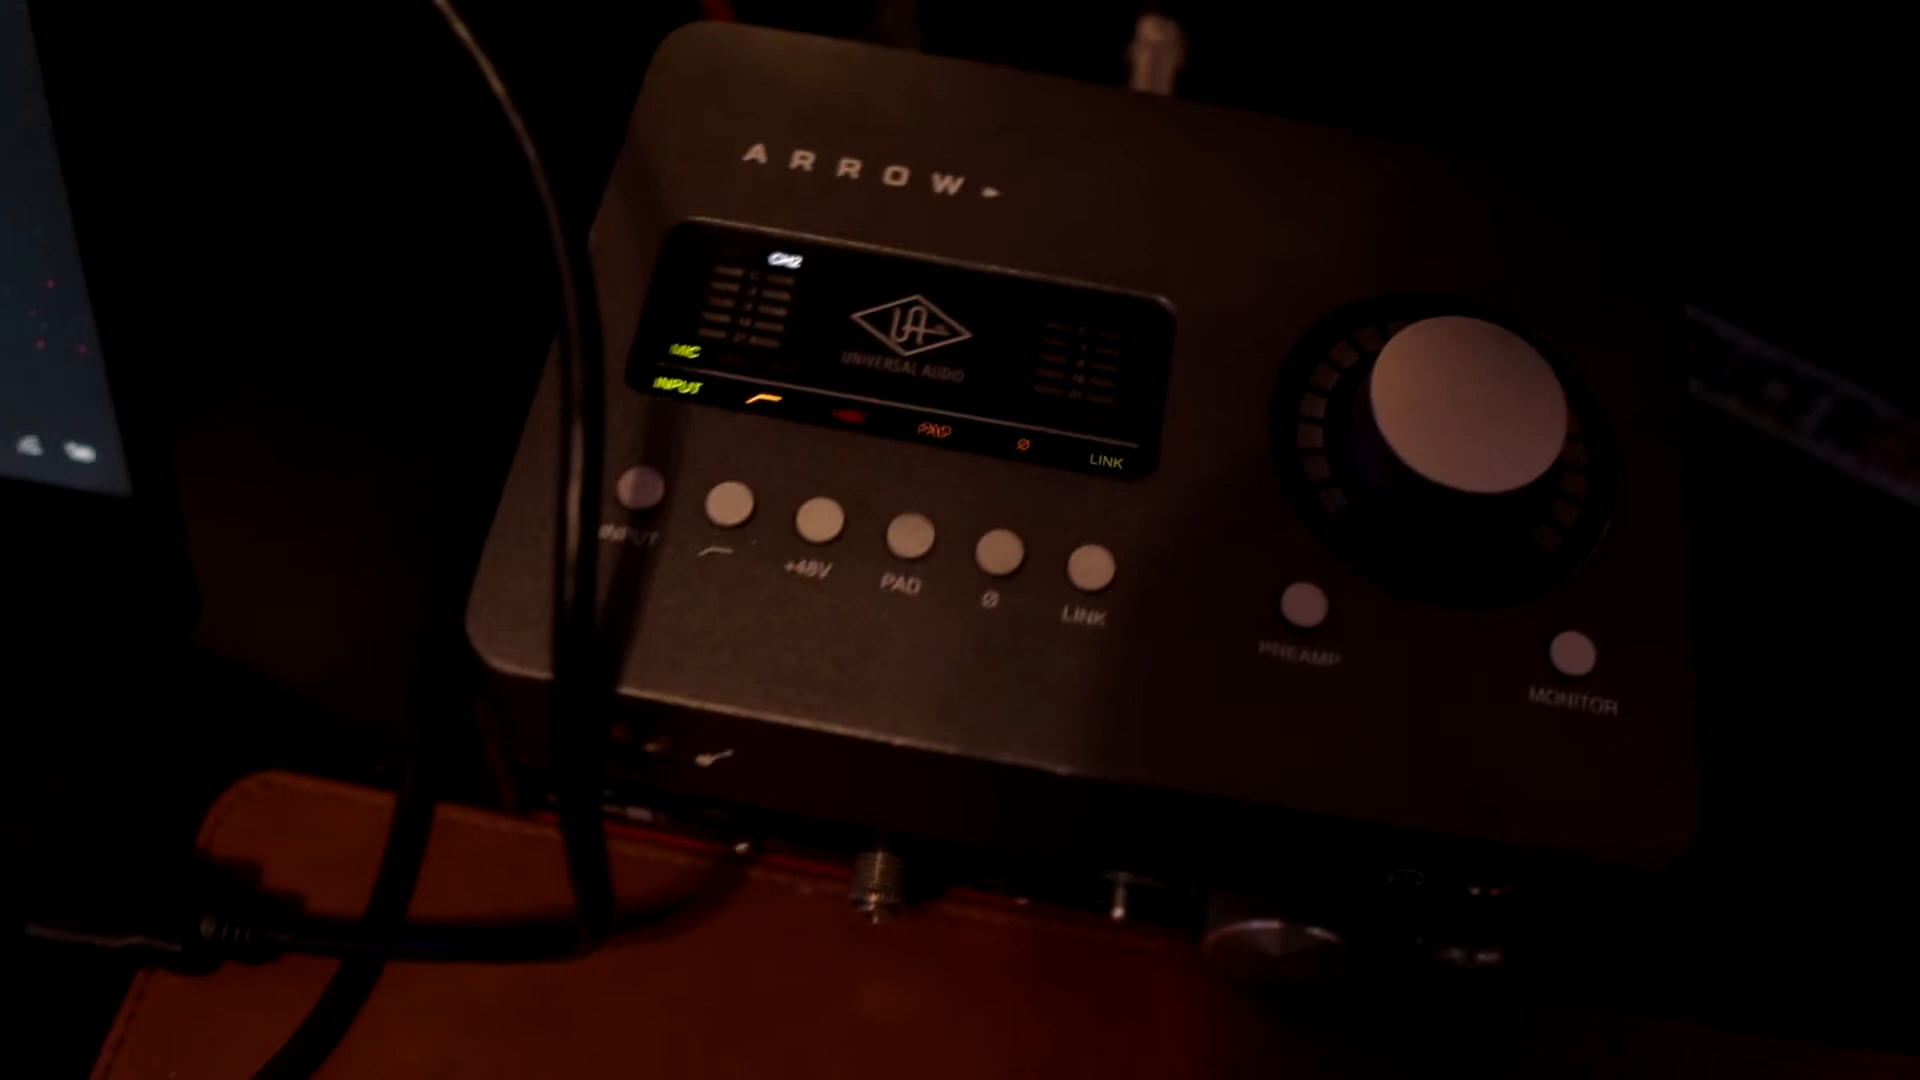 ARROW
CH2
UNIVERSAL AUDIO
MIC
INPUT
PAD
Ø
LINK
INPUT
+48V
PAD
Ø
LINK
PREAMP
MONITOR